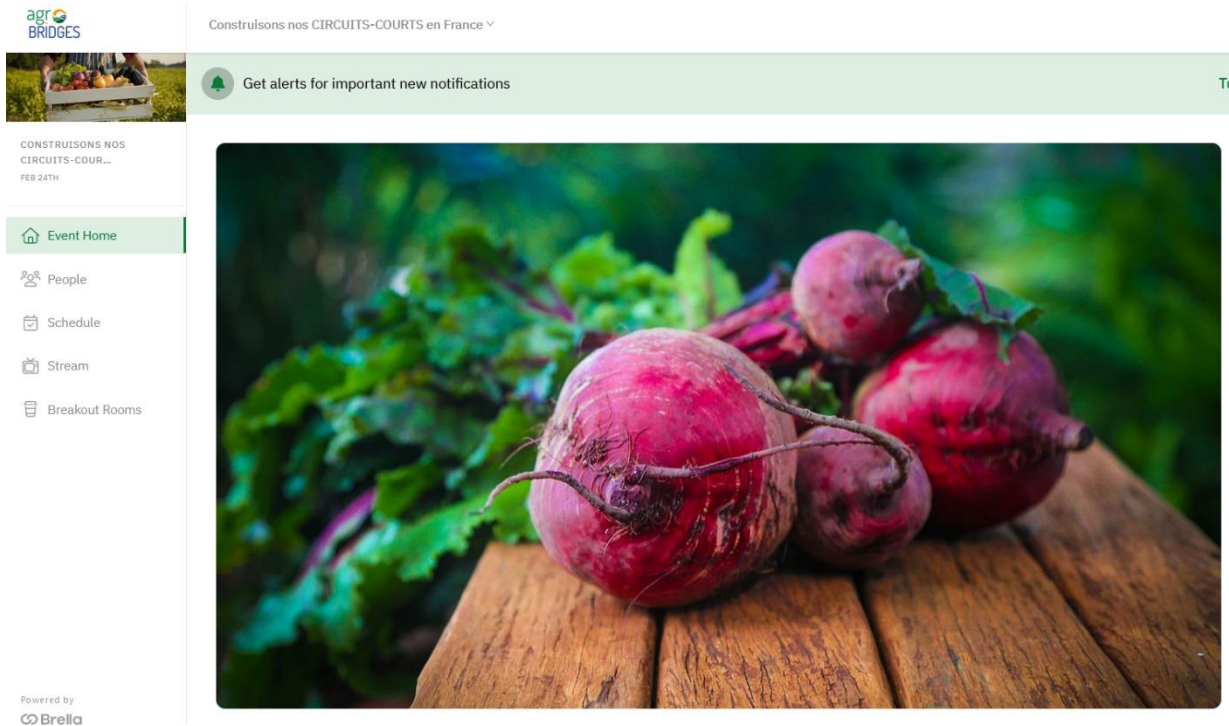 agr
BRIDGES
Construisons nos CIRCUITS-COURTS en France
Get alerts for important new notifications
CONSTRUISONS NOS
CIRCUITS-COUR...
FEB 24TH
Event Home
People
Schedule
Stream
Breakout Rooms
Powered by
Brella